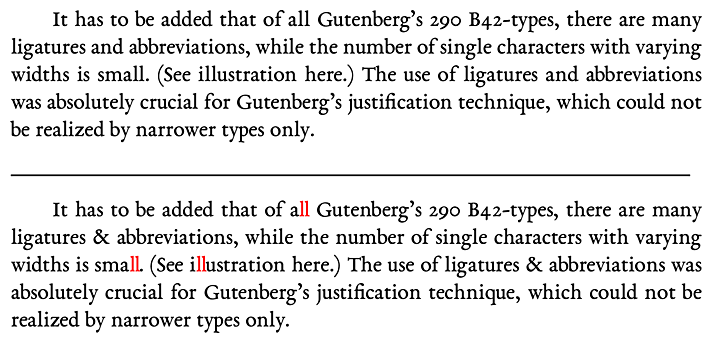 It has to be added that of all Gutenberg's 290 B42-types, there are many
ligatures and abbreviations, while the number of single characters with varying
widths is small. (See illustration here.) The use of ligatures and abbreviations
was absolutely crucial for Gutenberg's justification technique, which could not
be realized by narrower types only.
It has to be added that of all Gutenberg's 290 B42-types, there are many
ligatures & abbreviations, while the number of single characters with varying
widths is small. (See illustration here.) The use of ligatures & abbreviations was
absolutely crucial for Gutenberg's justification technique, which could not be
realized by narrower types only.